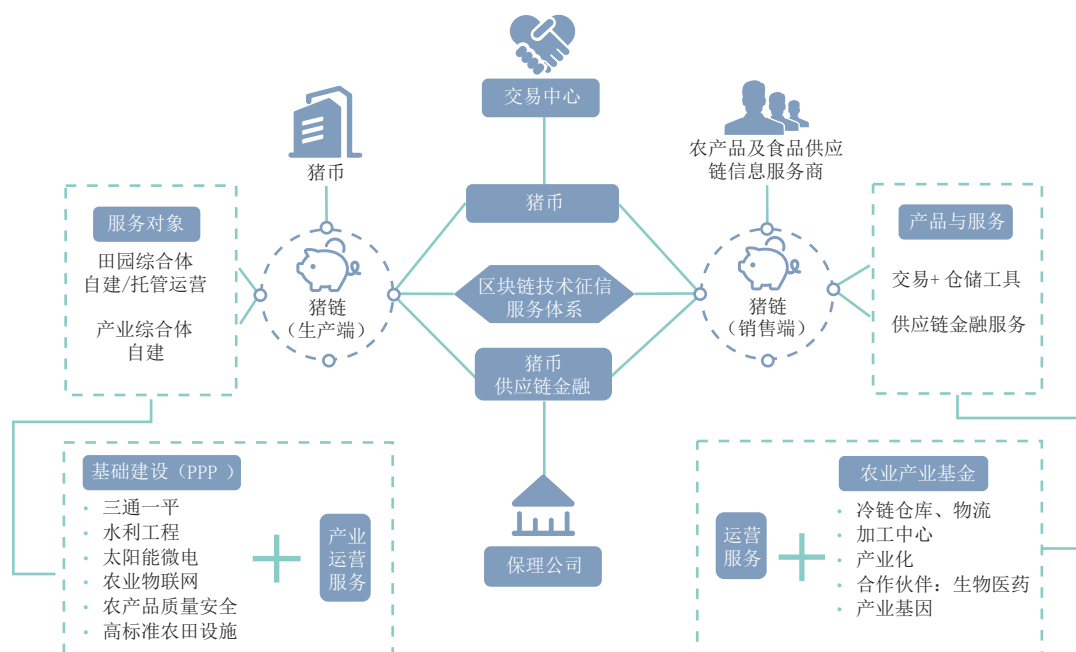 交易中心
猪币
农产品及食品供应
链信息服务商
服务对象
田园综合体
自建/托管运营
产业综合体
自建
猪链
（生产端）
猪币
区块链技术征信
服务体系
猪币
供应链金融
猪链
（销售端）
产品与服务
交易+ 仓储工具
供应链金融服务
基础建设（PPP ）
• 三通一平
• 水利工程
• 太阳能微电
• 农业物联网
• 农产品质量安全
• 高标准农田设施
产业
运营
服务
保理公司
运营
服务
农业产业基金
• 冷链仓库、物流
• 加工中心
• 产业化
• 合作伙伴：生物医药
• 产业基因